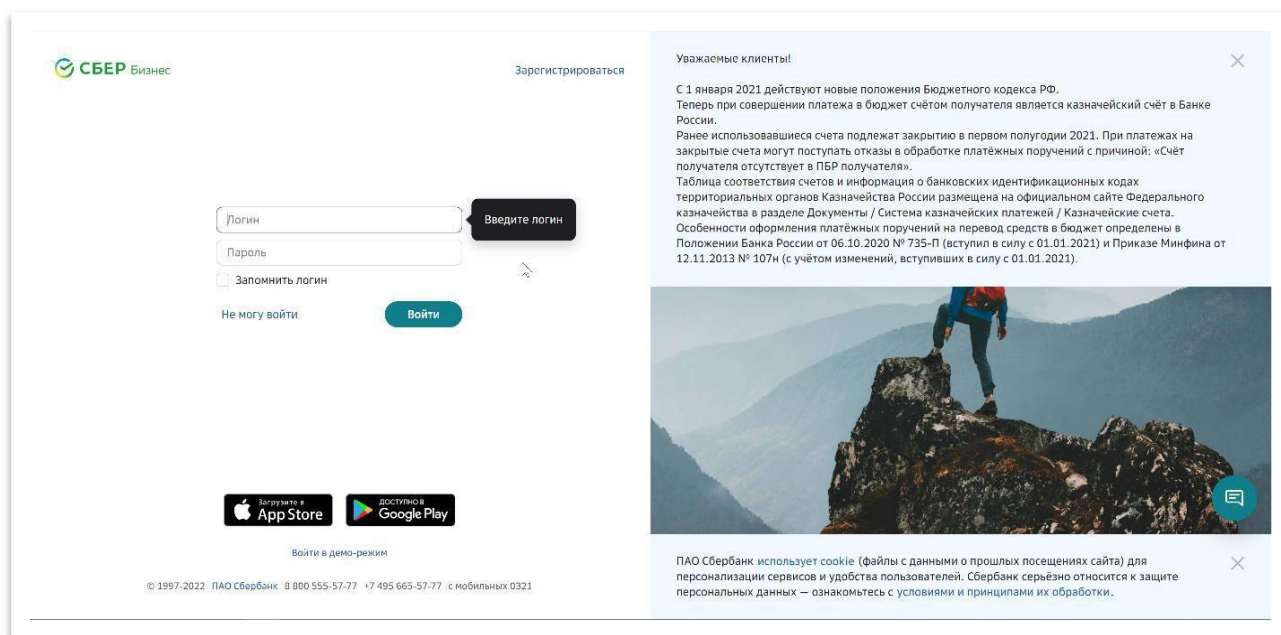 СБЕР Бизнес
Зарегистрироваться
Логин
Введите логин
Пароль
Запомнить логин
Не могу войти
Войти
Загрузите в
App Store
ДОСТУПНО В
Google Play
Войти в демо-режим
© 1997-2022 ПАО Сбербанк 8 800 555-57-77 +7 495 665-57-77 с мобильных 0321
Уважаемые клиенты!
С 1 января 2021 действуют новые положения Бюджетного кодекса РФ.
Теперь при совершении платежа в бюджет счётом получателя является казначейский счёт в Банке
России.
Ранее использовавшиеся счета подлежат закрытию в первом полугодии 2021. При платежах на
закрытые счета могут поступать отказы в обработке платёжных поручений с причиной: «Счёт
получателя отсутствует в ПБР получателя».
Таблица соответствия счетов и информация о банковских идентификационных кодах
территориальных органов Казначейства России размещена на официальном сайте Федерального
казначейства в разделе Документы / Система казначейских платежей / Казначейские счета.
Особенности оформления платёжных поручений на перевод средств в бюджет определены в
Положении Банка России от 06.10.2020 № 735-П (вступил в силу с 01.01.2021) и Приказе Минфина от
12.11.2013 № 107н (с учётом изменений, вступивших в силу с 01.01.2021).
ПАО Сбербанк использует cookie (файлы с данными о прошлых посещениях сайта) для
персонализации сервисов и удобства пользователей. Сбербанк серьёзно относится к защите
персональных данных — ознакомьтесь с условиями и принципами их обработки.